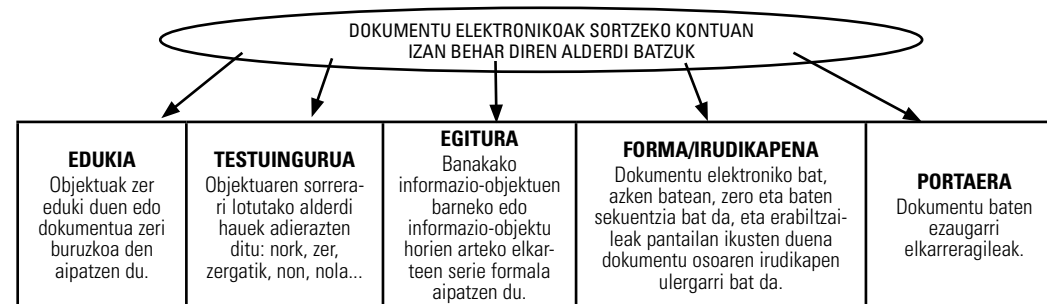 DOKUMENTU ELEKTRONIKOAK SORTZEKO KONTUAN
IZAN BEHAR DIREN ALDERDI BATZUK
EDUKIA
Objektuak zer
eduki duen edo
dokumentua zeri
buruzkoa den
aipatzen du.
TESTUINGURUA
Objektuaren sorrera-
ri lotutako alderdi
hauek adierazten
ditu: nork, zer,
zergatik, non, nola...
EGITURA
Banakako
informazio-objektuen
barneko edo
informazio-objektu
horien arteko elkar-
teen serie formala
aipatzen du.
FORMA/IRUDIKAPENA
Dokumentu elektroniko bat,
azken batean, zero eta baten
sekuentzia bat da, eta erabiltzai-
leak pantailan ikusten duena
dokumentu osoaren irudikapen
ulergarri bat da.
PORTAERA
Dokumentu baten
ezaugarri
elkarreragileak.